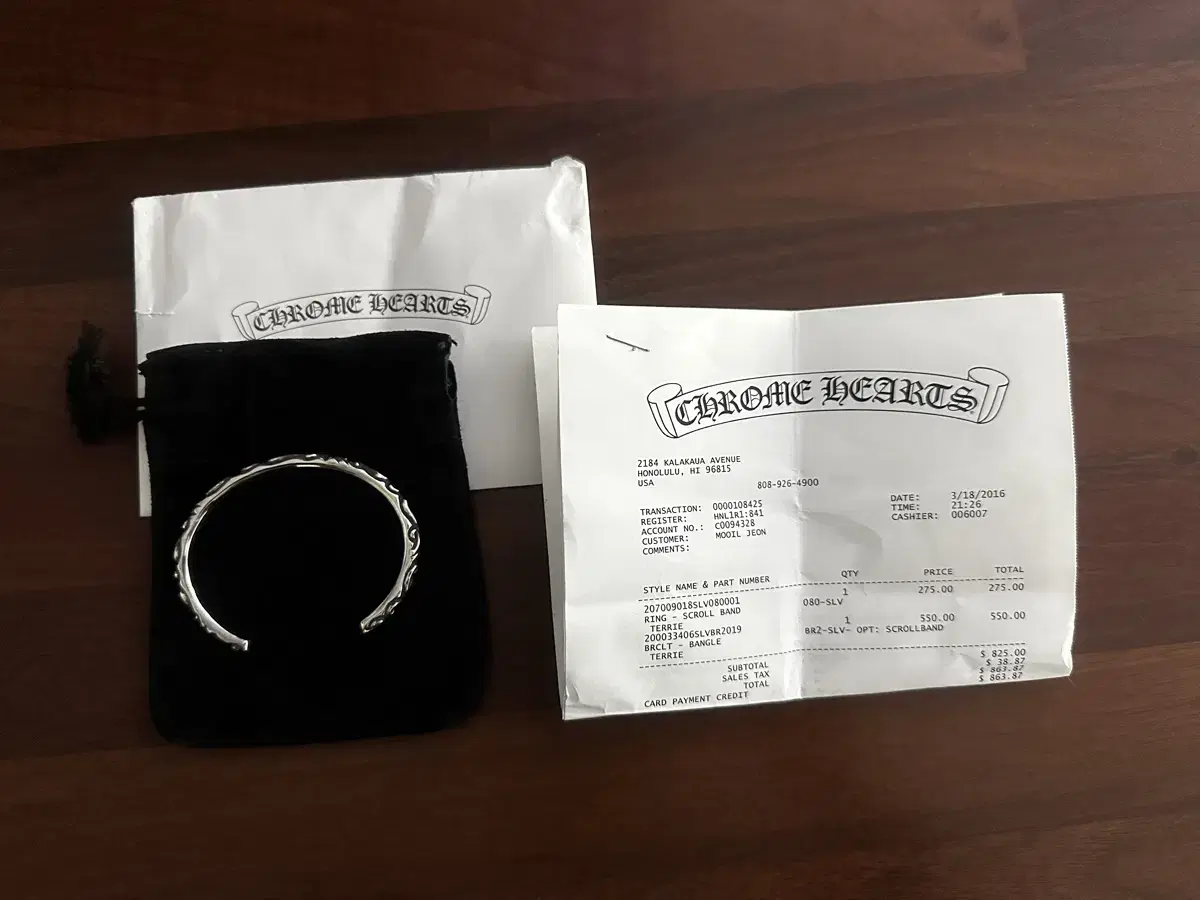 CHROME HEARTS
CHROME HEARTS
2184 KALAKAUA AVENUE
HONOLULU, HI 96815
USA 808-926-4900
TRANSACTION: 0000108425 DATE: 3/18/2016
REGISTER: HNL1R1:841 TIME: 21:26
ACCOUNT NO.: C0094328 CASHIER: 006007
CUSTOMER: MOOIL JEON
COMMENTS:
STYLE NAME & PART NUMBER QTY PRICE TOTAL
207009018SLV080001 1 275.00 275.00
RING - SCROLL BAND 080-SLV
TERRIE
200033406SLVBR2019 1 550.00 550.00
BRCLT - BANGLE BR2-SLV- OPT: SCROLLBAND
TERRIE
SUBTOTAL $ 825.00
SALES TAX $ 38.87
TOTAL $ 863.87
CARD PAYMENT CREDIT $ 863.87